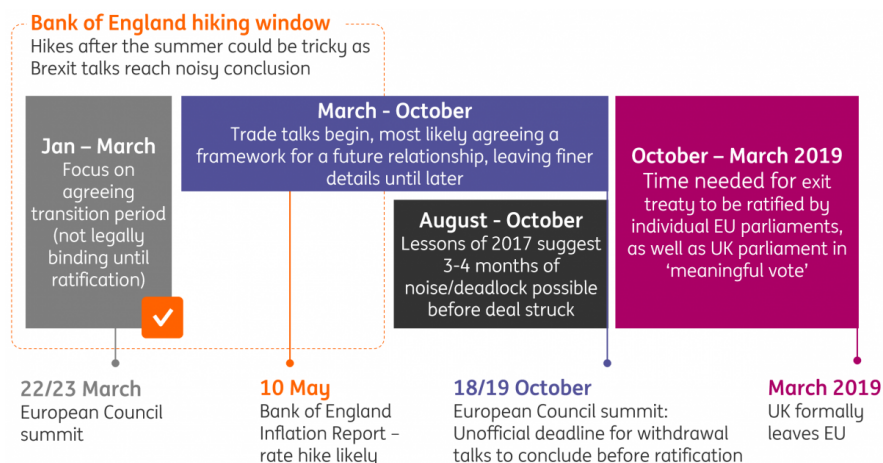 Bank of England hiking window
Hikes after the summer could be tricky as
Brexit talks reach noisy conclusion
Jan – March
Focus on
agreeing
transition period
(not legally
binding until
ratification)
March - October
Trade talks begin, most likely agreeing a
framework for a future relationship, leaving finer
details until later
August - October
Lessons of 2017 suggest
3-4 months of
noise/deadlock possible
before deal struck
October – March 2019
Time needed for exit
treaty to be ratified by
individual EU parliaments,
as well as UK parliament in
‘meaningful vote’
22/23 March
European Council
summit
10 May
Bank of England
Inflation Report –
rate hike likely
18/19 October
European Council summit:
Unofficial deadline for withdrawal
talks to conclude before ratification
March 2019
UK formally
leaves EU